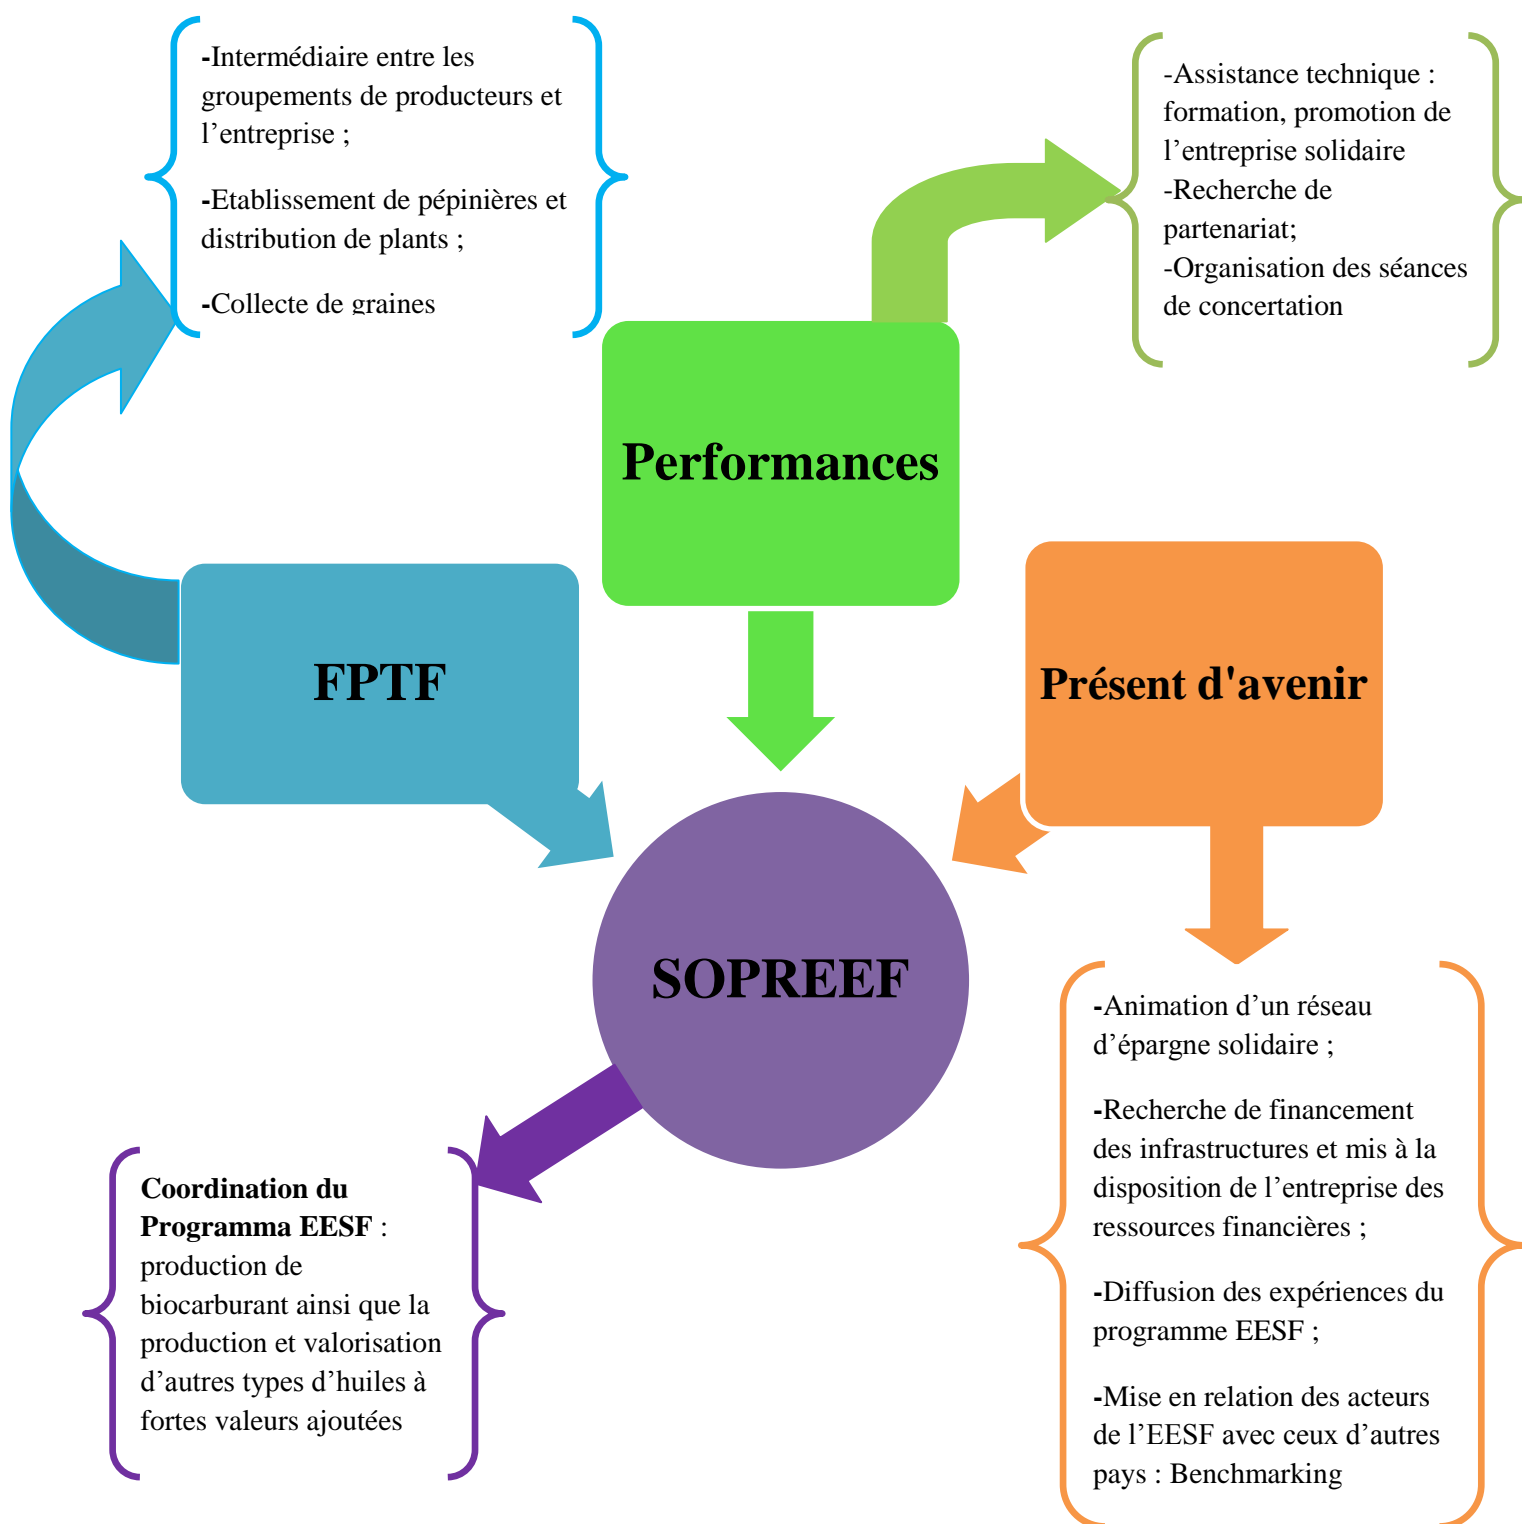 -Intermédiaire entre les
groupements de producteurs et
l’entreprise ;
-Etablissement de pépinières et
distribution de plants ;
-Collecte de graines
-Assistance technique :
formation, promotion de
l’entreprise solidaire
-Recherche de
partenariat;
-Organisation des séances
de concertation
Performances
FPTF
Présent d'avenir
SOPREEF
Coordination du
Programma EESF :
production de
biocarburant ainsi que la
production et valorisation
d’autres types d’huiles à
fortes valeurs ajoutées
-Animation d’un réseau
d’épargne solidaire ;
-Recherche de financement
des infrastructures et mis à la
disposition de l’entreprise des
ressources financières ;
-Diffusion des expériences du
programme EESF ;
-Mise en relation des acteurs
de l’EESF avec ceux d’autres
pays : Benchmarking